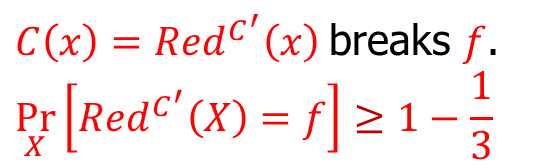 C(x) = Red^{C'}(x) breaks f.
Pr_X [Red^{C'}(X) = f] ≥ 1 − 1/3